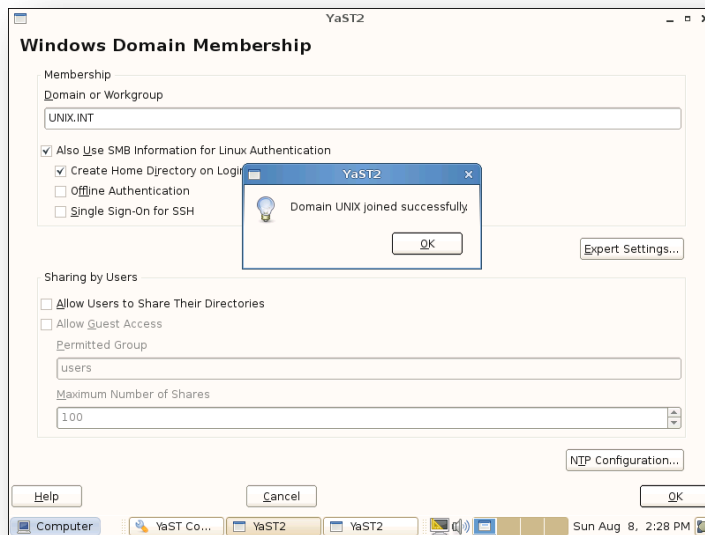 YaST2
Windows Domain Membership
Membership
Domain or Workgroup
UNIX.INT
Also Use SMB Information for Linux Authentication
Create Home Directory on Login
Offline Authentication
Single Sign-On for SSH
YaST2
Domain UNIX joined successfully.
OK
Expert Settings...
Sharing by Users
Allow Users to Share Their Directories
Allow Guest Access
Permitted Group
users
Maximum Number of Shares
100
NTP Configuration...
Help
Cancel
OK
Computer
YaST Co...
YaST2
YaST2
Sun Aug 8, 2:28 PM